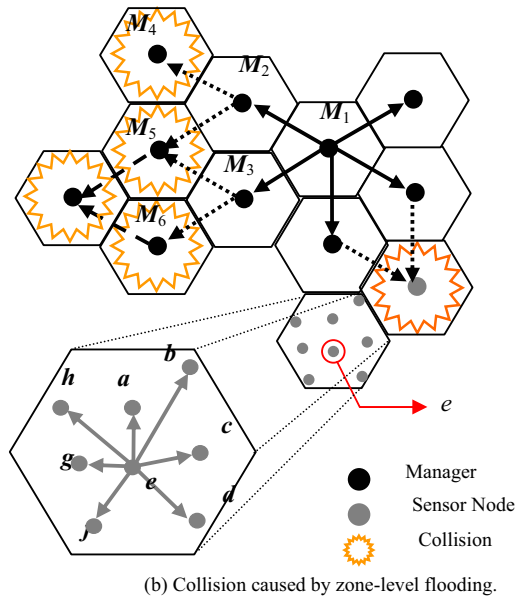 M4
M2
M1
M5
M3
M6
b
h
a
e
c
g
e
d
j
Manager
Sensor Node
Collision
(b) Collision caused by zone-level flooding.